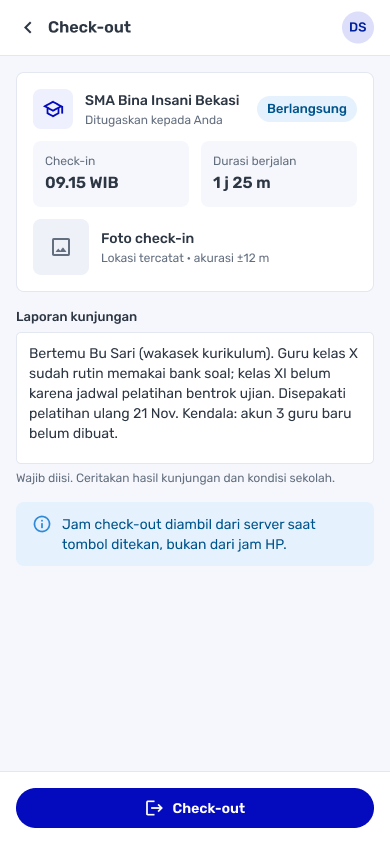 Check-out
DS
SMA Bina Insani Bekasi
Ditugaskan kepada Anda
Berlangsung
Check-in
09.15 WIB
Durasi berjalan
1 j 25 m
Foto check-in
Lokasi tercatat • akurasi ±12 m
Laporan kunjungan
Bertemu Bu Sari (wakasek kurikulum). Guru kelas X
sudah rutin memakai bank soal; kelas XI belum
karena jadwal pelatihan bentrok ujian. Disepakati
pelatihan ulang 21 Nov. Kendala: akun 3 guru baru
belum dibuat.
Wajib diisi. Ceritakan hasil kunjungan dan kondisi sekolah.
Jam check-out diambil dari server saat
tombol ditekan, bukan dari jam HP.
Check-out